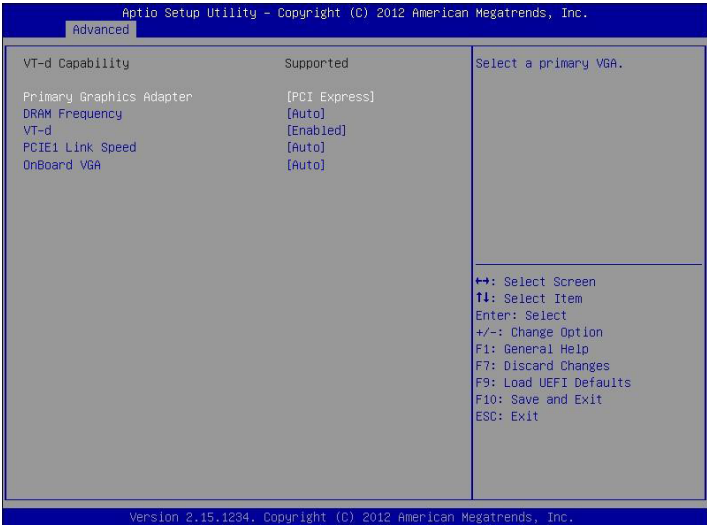 Aptio Setup Utility – Copyright (C) 2012 American Megatrends, Inc.
Advanced
VT-d Capability Supported
Primary Graphics Adapter [PCI Express]
DRAM Frequency [Auto]
VT-d [Enabled]
PCIE1 Link Speed [Auto]
OnBoard VGA [Auto]
Select a primary VGA.
↔: Select Screen
↑↓: Select Item
Enter: Select
+/-: Change Option
F1: General Help
F7: Discard Changes
F9: Load UEFI Defaults
F10: Save and Exit
ESC: Exit
Version 2.15.1234. Copyright (C) 2012 American Megatrends, Inc.